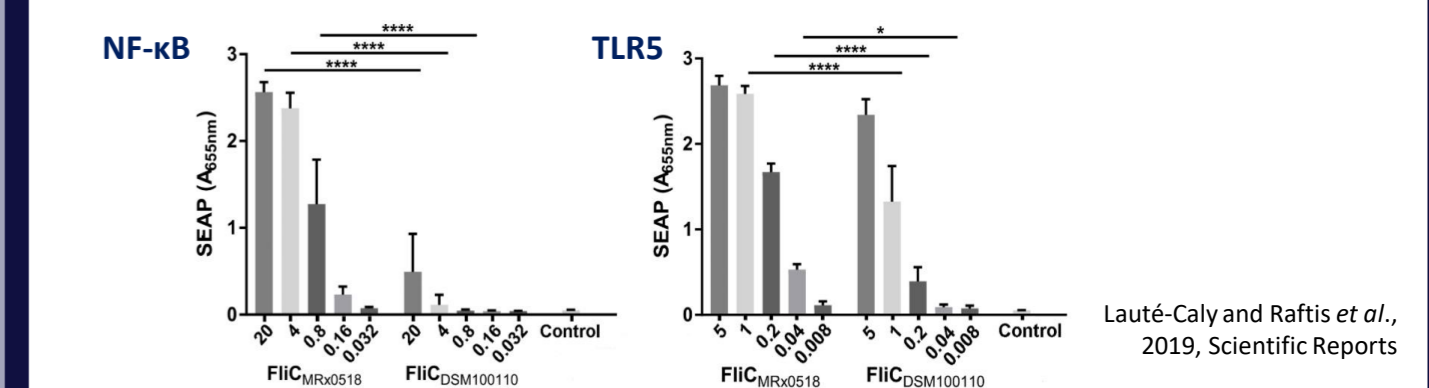 NF-κB
****
****
****
3
2
1
0
SEAP (A655nm)
20 4 0.8 0.16 0.032 20 4 0.8 0.16 0.032 Control
FliCMRx0518 FliCDSM100110
TLR5
*
****
****
3
2
1
0
SEAP (A655nm)
5 1 0.2 0.04 0.008 5 1 0.2 0.04 0.008 Control
FliCMRx0518 FliCDSM100110
Lauté-Caly and Raftis et al.,
2019, Scientific Reports